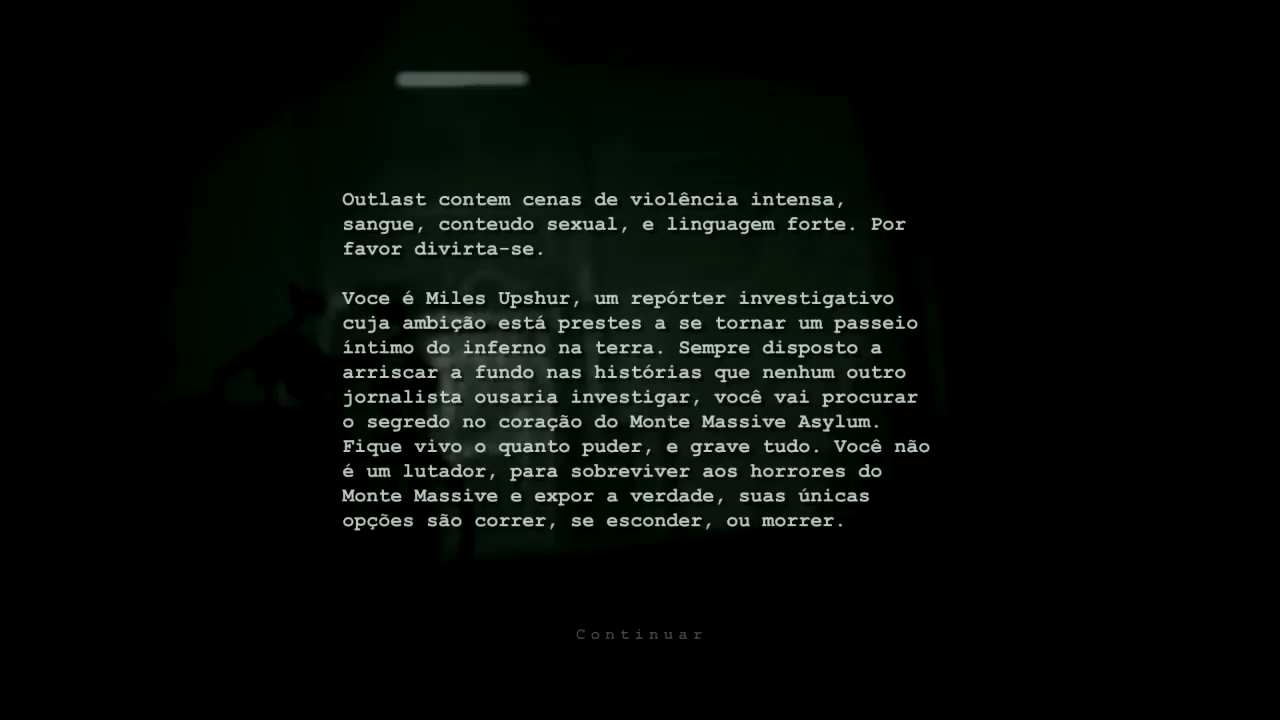 Outlast contem cenas de violência intensa,
sangue, conteudo sexual, e linguagem forte. Por
favor divirta-se.
Voce é Miles Upshur, um repórter investigativo
cuja ambição está prestes a se tornar um passeio
íntimo do inferno na terra. Sempre disposto a
arriscar a fundo nas histórias que nenhum outro
jornalista ousaria investigar, você vai procurar
o segredo no coração do Monte Massive Asylum.
Fique vivo o quanto puder, e grave tudo. Você não
é um lutador, para sobreviver aos horrores do
Monte Massive e expor a verdade, suas únicas
opções são correr, se esconder, ou morrer.
Continuar